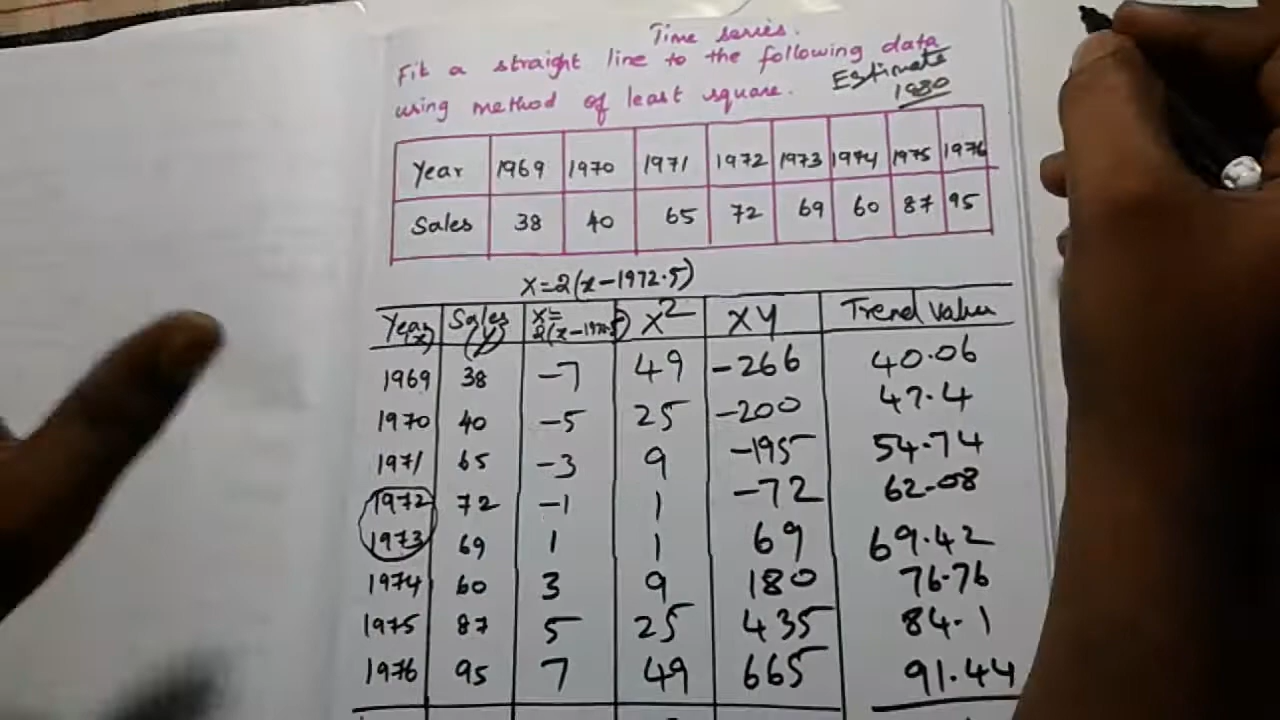 Time series.
Fit a straight line to the following data
using method of least square. Estimate
1980
Year 1969 1970 1971 1972 1973 1974 1975 1976
Sales 38 40 65 72 69 60 87 95
X=2(x-1972.5)
Year (x) Sales (y) X= 2(x-1972.5) X² XY Trend Value
1969 38 -7 49 -266 40.06
1970 40 -5 25 -200 47.4
1971 65 -3 9 -195 54.74
1972 72 -1 1 -72 62.08
1973 69 1 1 69 69.42
1974 60 3 9 180 76.76
1975 87 5 25 435 84.1
1976 95 7 49 665 91.44